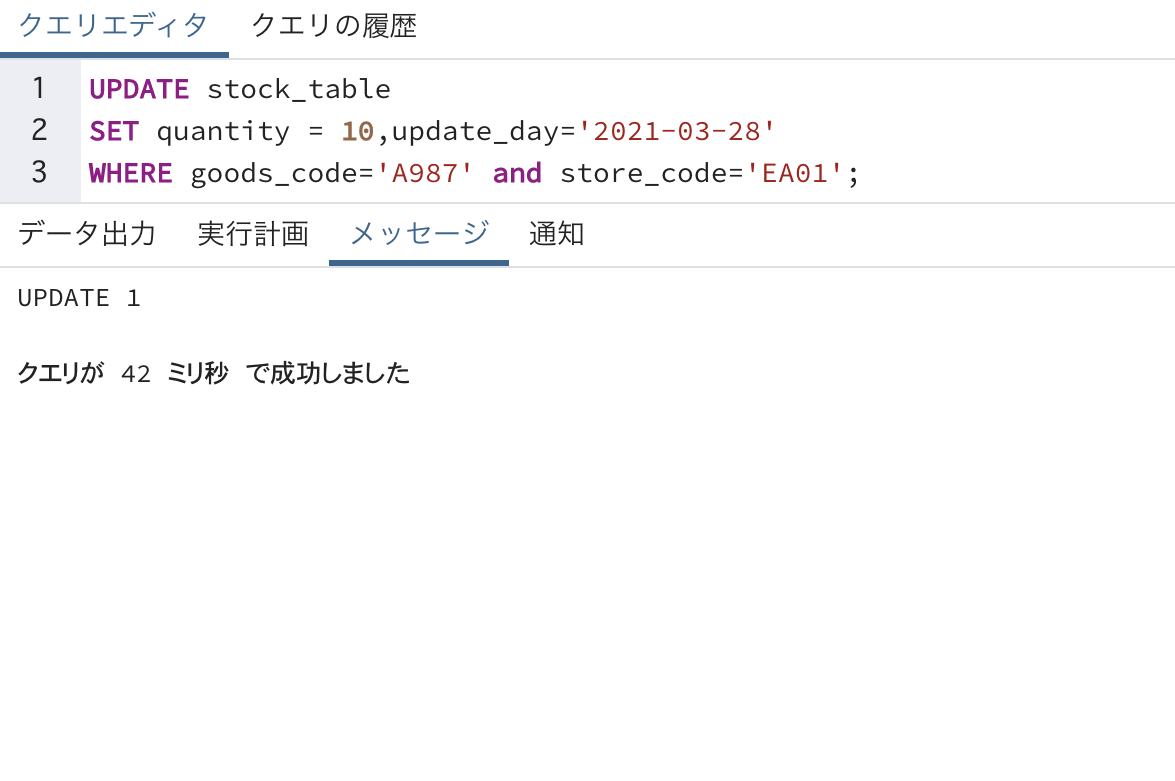 クエリエディタ クエリの履歴
1 UPDATE stock_table
2 SET quantity = 10,update_day='2021-03-28'
3 WHERE goods_code='A987' and store_code='EA01';
データ出力 実行計画 メッセージ 通知
UPDATE 1
クエリが 42 ミリ秒 で成功しました